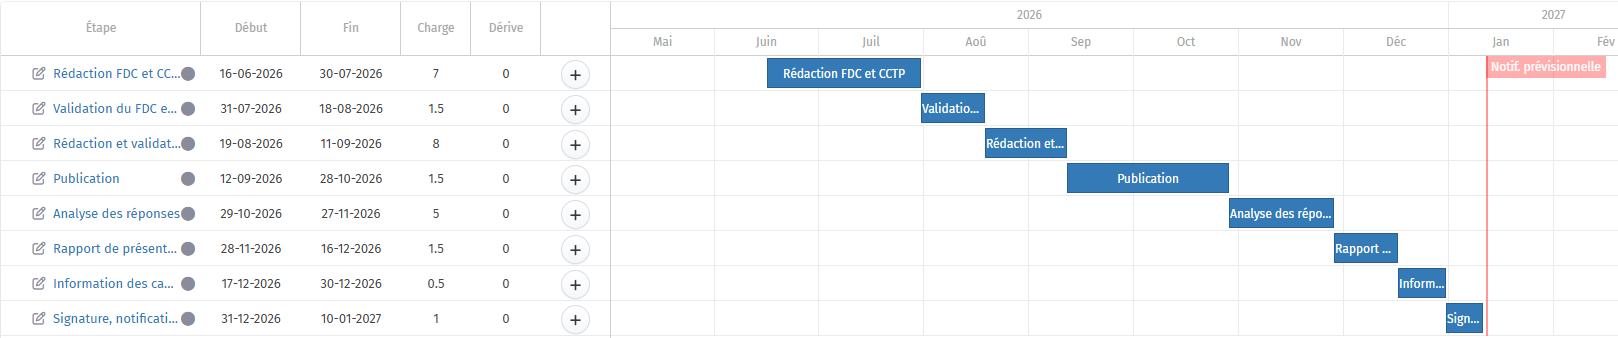 Étape Début Fin Charge Dérive 2026 2027
Mai Juin Juil Aoû Sep Oct Nov Déc Jan Fév
Rédaction FDC et CC... 16-06-2026 30-07-2026 7 0 + Rédaction FDC et CCTP Notif. prévisionnelle
Validation du FDC e... 31-07-2026 18-08-2026 1.5 0 + Validatio...
Rédaction et validat... 19-08-2026 11-09-2026 8 0 + Rédaction et...
Publication 12-09-2026 28-10-2026 1.5 0 + Publication
Analyse des réponses 29-10-2026 27-11-2026 5 0 + Analyse des répo...
Rapport de présent... 28-11-2026 16-12-2026 1.5 0 + Rapport ...
Information des ca... 17-12-2026 30-12-2026 0.5 0 + Inform...
Signature, notificati... 31-12-2026 10-01-2027 1 0 + Sign...